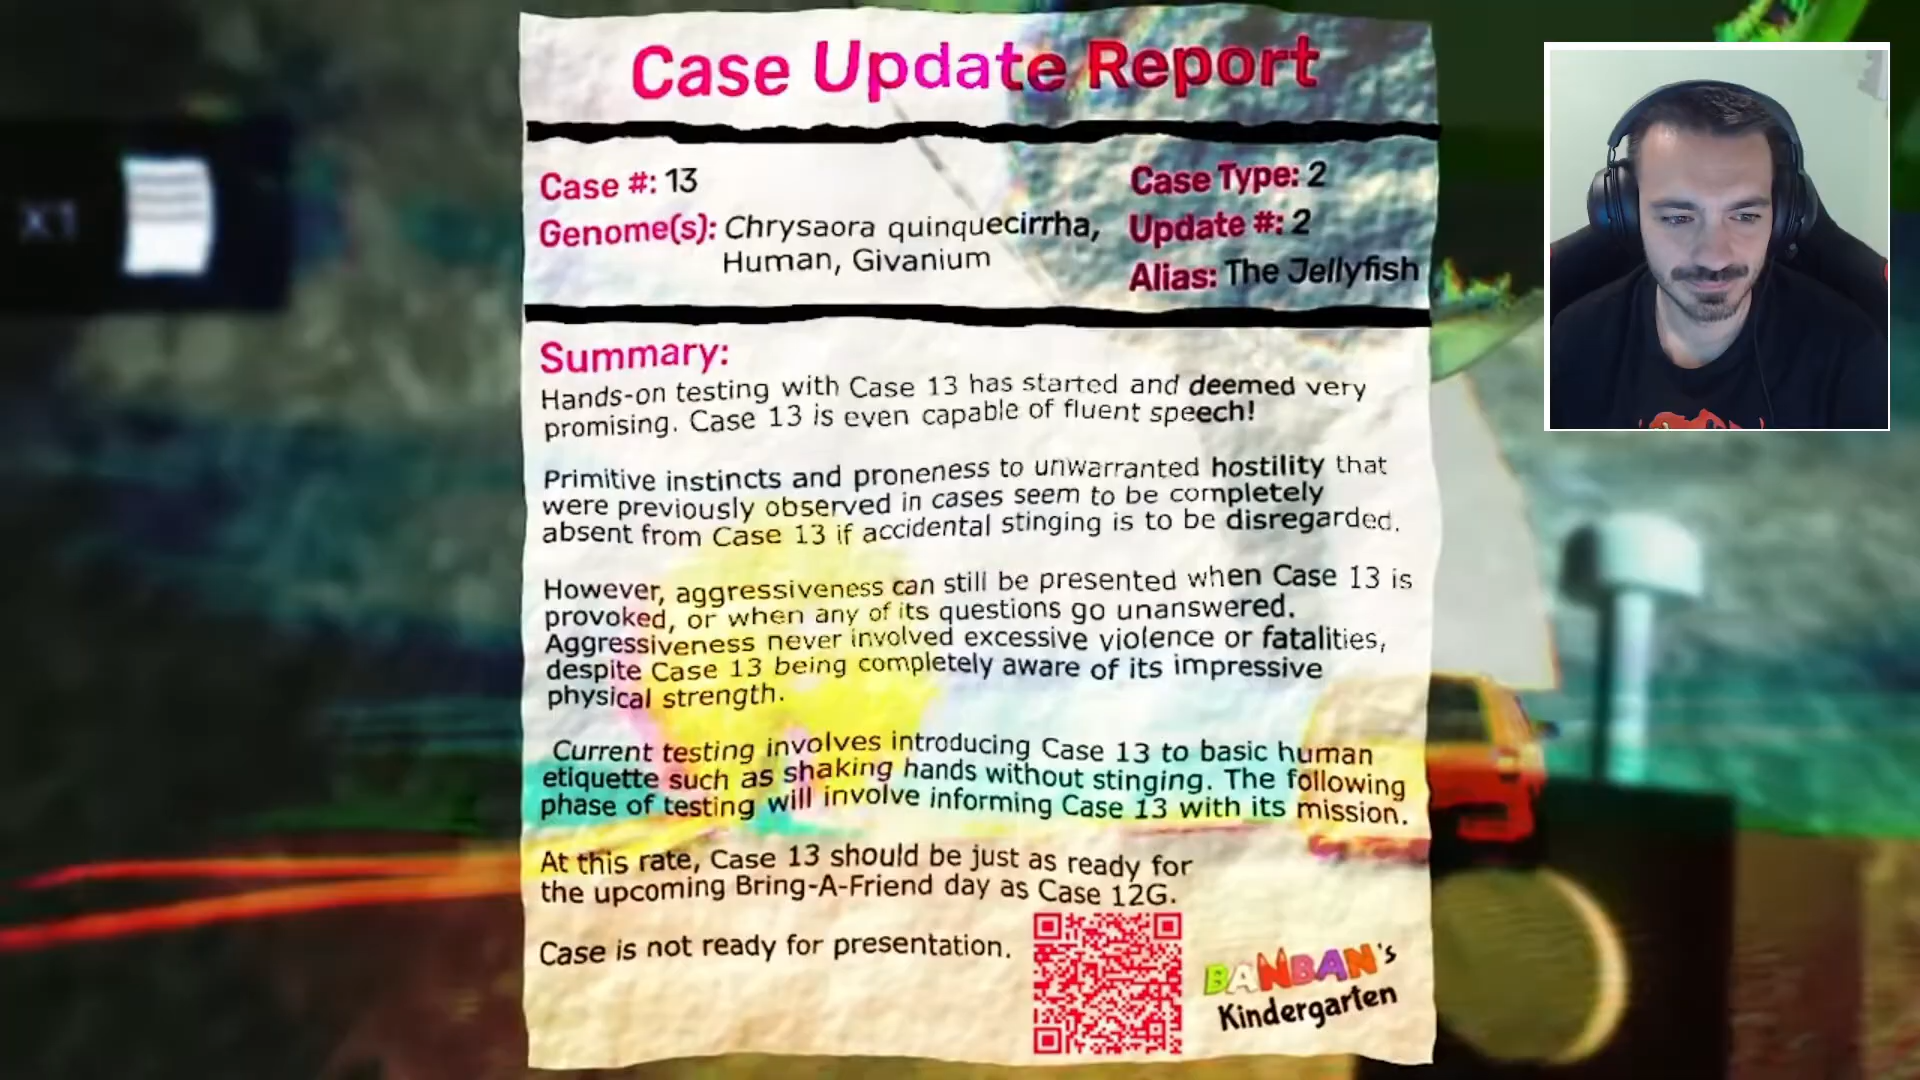 Case Update Report
X1
Case #: 13
Case Type: 2
Genome(s): Chrysaora quinquecirrha,
Human, Givanium
Update #: 2
Alias: The Jellyfish
Summary:
Hands-on testing with Case 13 has started and deemed very
promising. Case 13 is even capable of fluent speech!
Primitive instincts and proneness to unwarranted hostility that
were previously observed in cases seem to be completely
absent from Case 13 if accidental stinging is to be disregarded.
However, aggressiveness can still be presented when Case 13 is
provoked, or when any of its questions go unanswered.
Aggressiveness never involved excessive violence or fatalities,
despite Case 13 being completely aware of its impressive
physical strength.
Current testing involves introducing Case 13 to basic human
etiquette such as shaking hands without stinging. The following
phase of testing will involve informing Case 13 with its mission.
At this rate, Case 13 should be just as ready for
the upcoming Bring-A-Friend day as Case 12G.
Case is not ready for presentation.
BANBAN's
Kindergarten